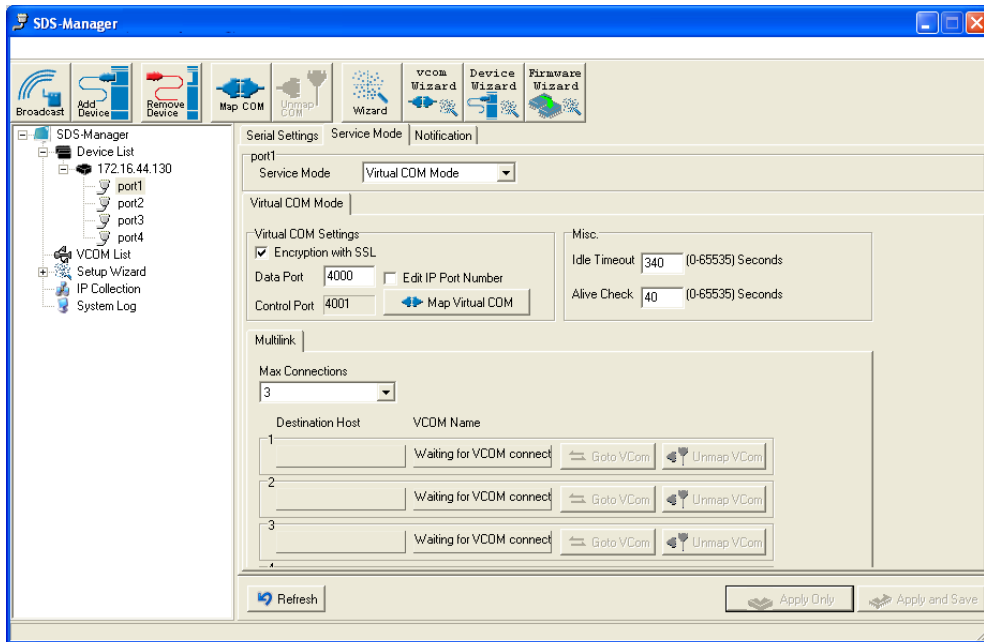 SDS-Manager
Broadcast
Add Device
Remove Device
Map COM
Unmap COM
Wizard
vcom Wizard
Device Wizard
Firmware Wizard
SDS-Manager
Device List
172.16.44.130
port1
port2
port3
port4
VCOM List
Setup Wizard
IP Collection
System Log
Serial Settings
Service Mode
Notification
port1
Service Mode
Virtual COM Mode
Virtual COM Mode
Virtual COM Settings
Encryption with SSL
Data Port
4000
Edit IP Port Number
Control Port
4001
Map Virtual COM
Misc.
Idle Timeout
340
(0-65535) Seconds
Alive Check
40
(0-65535) Seconds
Multilink
Max Connections
3
Destination Host
VCOM Name
1
Waiting for VCOM connect
Goto VCom
Unmap VCom
2
Waiting for VCOM connect
Goto VCom
Unmap VCom
3
Waiting for VCOM connect
Goto VCom
Unmap VCom
Refresh
Apply Only
Apply and Save